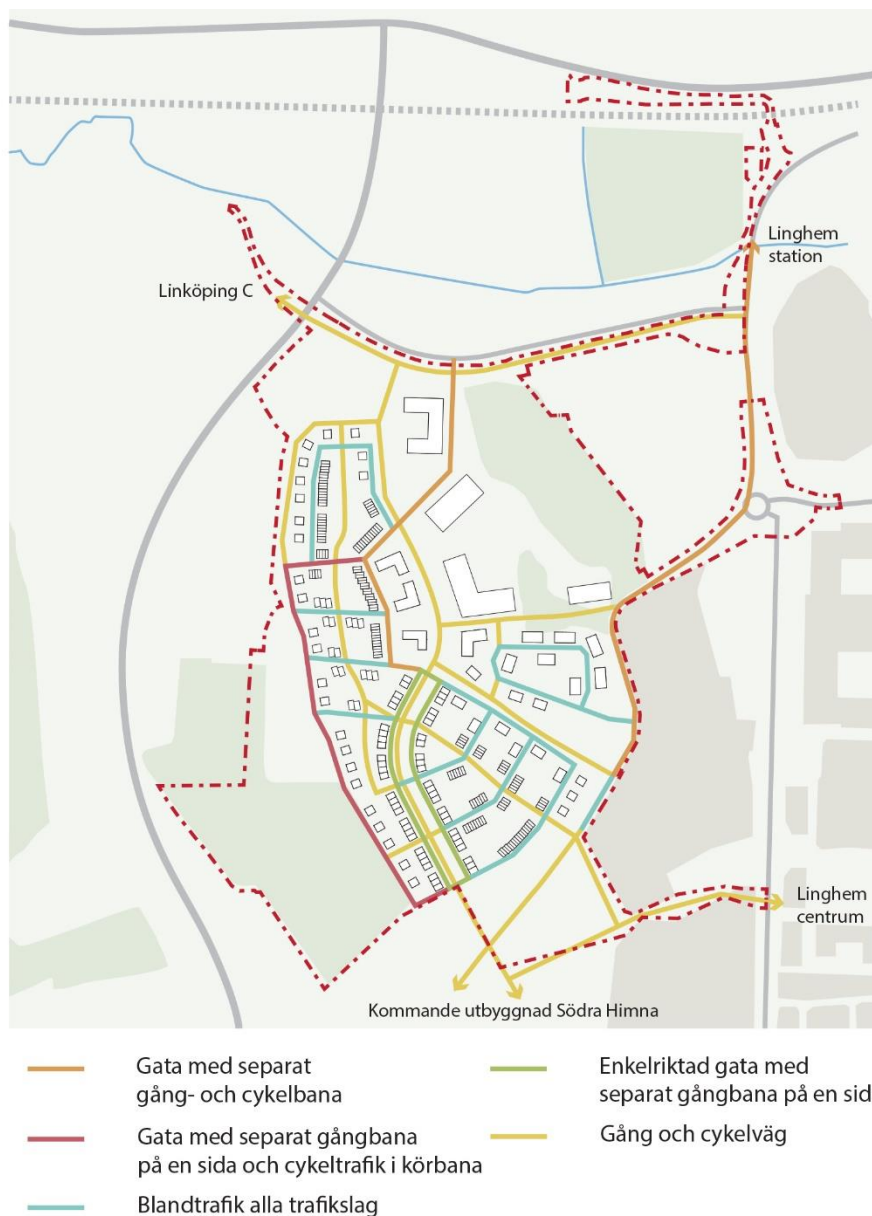 Linghem
station
Linköping C
Linghem
centrum
Kommande utbyggnad Södra Himna
Gata med separat
gång- och cykelbana
Gata med separat gångbana
på en sida och cykeltrafik i körbana
Blandtrafik alla trafikslag
Enkelriktad gata med
separat gångbana på en sid
Gång och cykelväg